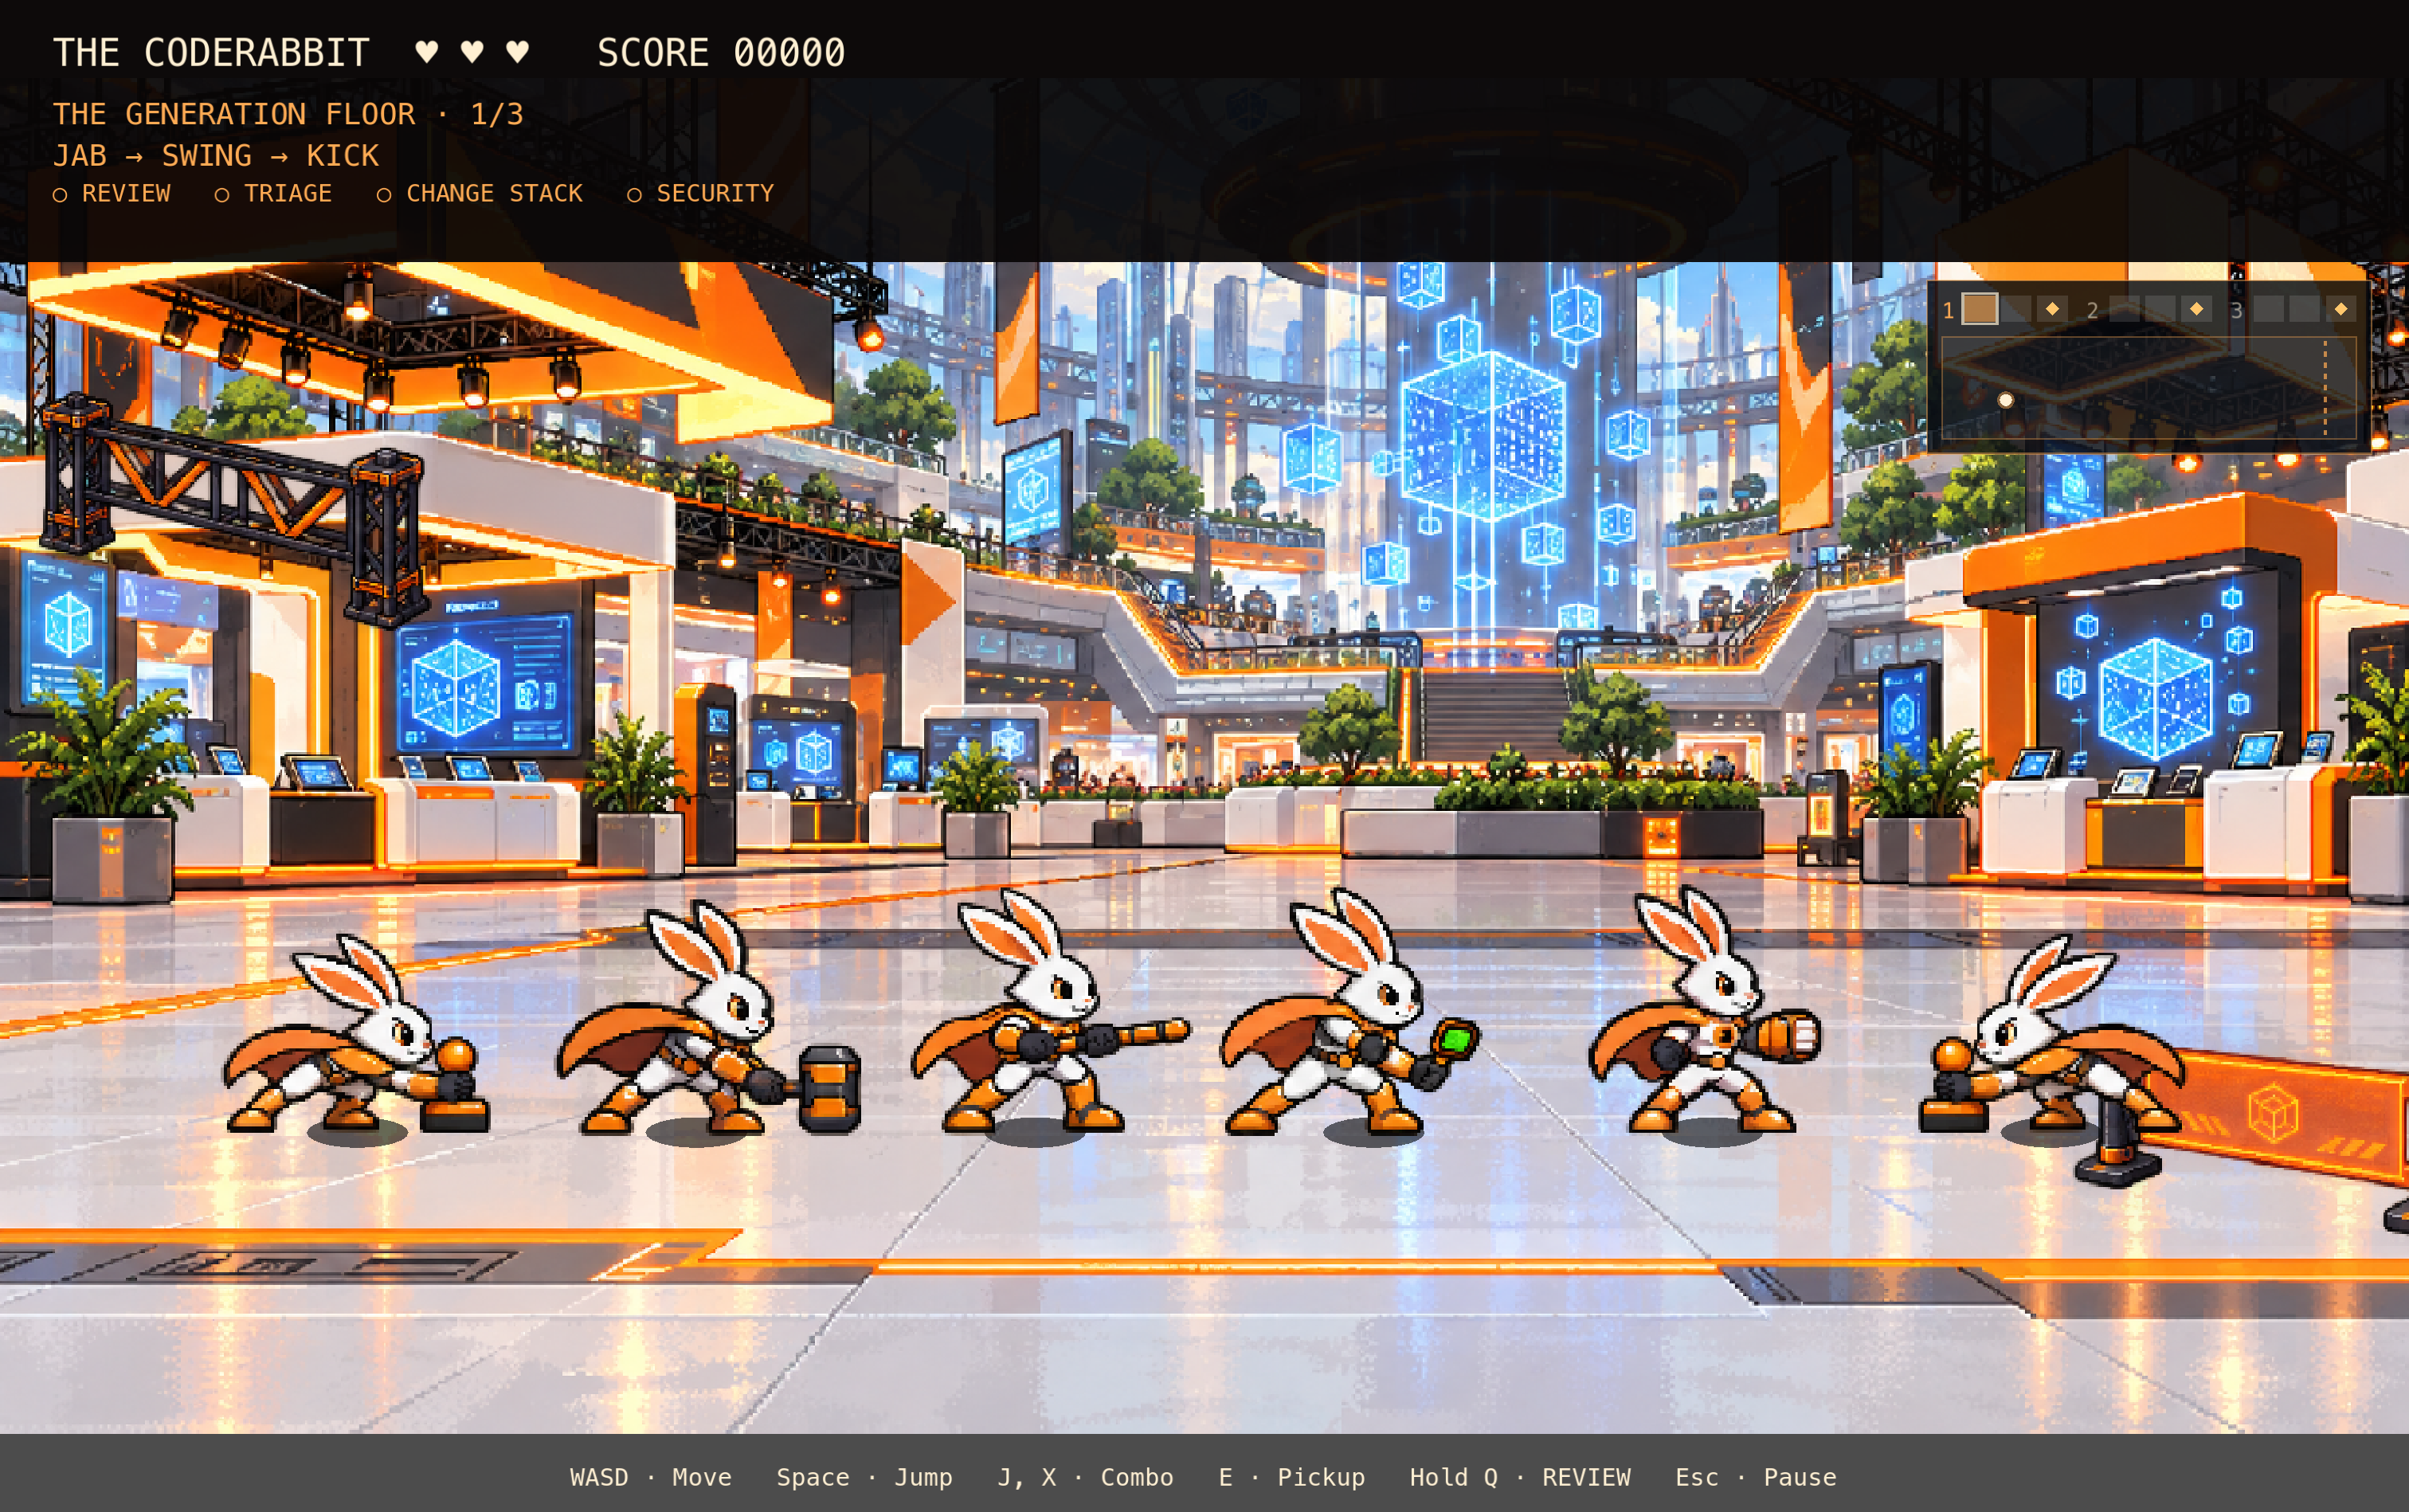 THE CODERABBIT ♥ ♥ ♥ SCORE 00000
THE GENERATION FLOOR · 1/3
JAB → SWING → KICK
○ REVIEW ○ TRIAGE ○ CHANGE STACK ○ SECURITY
1 2 3
WASD · Move Space · Jump J, X · Combo E · Pickup Hold Q · REVIEW Esc · Pause